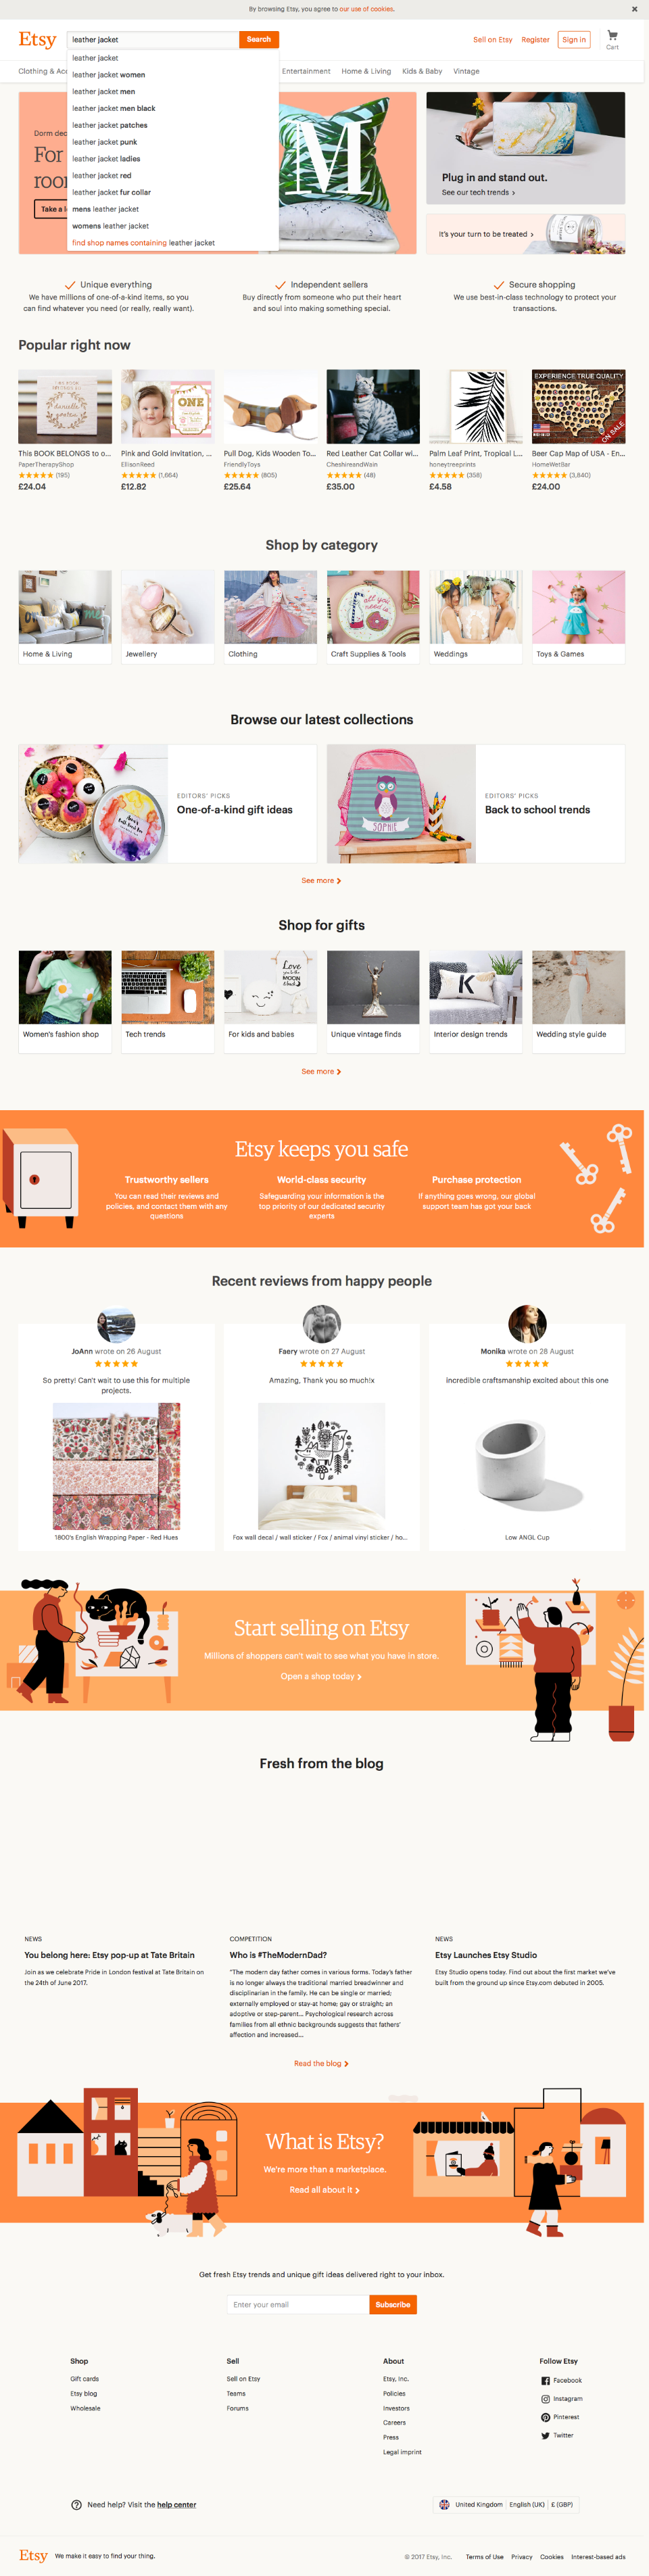 By browsing Etsy, you agree to our use of cookies.
Etsy
leather jacket
Search
Sell on Etsy
Register
Sign in
Cart
leather jacket
leather jacket women
leather jacket men
leather jacket men black
leather jacket patches
leather jacket punk
leather jacket ladies
leather jacket red
leather jacket fur collar
mens leather jacket
womens leather jacket
find shop names containing leather jacket
Clothing & Acc
Entertainment
Home & Living
Kids & Baby
Vintage
Dorm dec
For
roo
Take a l
M
Plug in and stand out.
See our tech trends
It's your turn to be treated
Unique everything
We have millions of one-of-a-kind items, so you
can find whatever you need (or really, really want).
Independent sellers
Buy directly from someone who put their heart
and soul into making something special.
Secure shopping
We use best-in-class technology to protect your
transactions.
Popular right now
ONE
EXPERIENCE TRUE QUALITY
ON SALE
This BOOK BELONGS to o...
PaperTherapyShop
(195)
£24.04
Pink and Gold Invitation, ...
EllisonReed
(1,664)
£12.82
Pull Dog, Kids Wooden To...
FriendlyToys
(805)
£25.64
Red Leather Cat Collar wi...
CheshireandWain
(48)
£35.00
Palm Leaf Print, Tropical L...
honeytreeprints
(358)
£4.58
Beer Cap Map of USA - En...
HomeWetBar
(3,840)
£24.00
Shop by category
all you
need is
Home & Living
Jewellery
Clothing
Craft Supplies & Tools
Weddings
Toys & Games
Browse our latest collections
EDITORS' PICKS
One-of-a-kind gift ideas
SOPHIE
EDITORS' PICKS
Back to school trends
See more
Shop for gifts
Love
you to the
MOON
& back
K
Women's fashion shop
Tech trends
For kids and babies
Unique vintage finds
Interior design trends
Wedding style guide
See more
Etsy keeps you safe
Trustworthy sellers
You can read their reviews and
policies, and contact them with any
questions
World-class security
Safeguarding your information is the
top priority of our dedicated security
experts
Purchase protection
If anything goes wrong, our global
support team has got your back
Recent reviews from happy people
JoAnn wrote on 26 August
So pretty! Can't wait to use this for multiple
projects.
1800's English Wrapping Paper - Red Hues
Faery wrote on 27 August
Amazing, Thank you so much!x
Fox wall decal / wall sticker / Fox / animal vinyl sticker / ho...
Monika wrote on 28 August
Incredible craftsmanship excited about this one
Low ANGL Cup
Start selling on Etsy
Millions of shoppers can't wait to see what you have in store.
Open a shop today
Fresh from the blog
NEWS
You belong here: Etsy pop-up at Tate Britain
Join as we celebrate Pride in London festival at Tate Britain on
the 24th of June 2017.
COMPETITION
Who is #TheModernDad?
"The modern day father comes in various forms. Today's father
is no longer always the traditional married breadwinner and
disciplinarian in the family. He can be single or married;
externally employed or stay-at home; gay or straight; an
adoptive or step-parent... Psychological research across
families from all ethnic backgrounds suggests that fathers'
affection and increased...
NEWS
Etsy Launches Etsy Studio
Etsy Studio opens today. Find out about the first market we've
built from the ground up since Etsy.com debuted in 2005.
Read the blog
What is Etsy?
We're more than a marketplace.
Read all about it
Get fresh Etsy trends and unique gift ideas delivered right to your inbox.
Enter your email
Subscribe
Shop
Gift cards
Etsy blog
Wholesale
Sell
Sell on Etsy
Teams
Forums
About
Etsy, Inc.
Policies
Investors
Careers
Press
Legal imprint
Follow Etsy
Facebook
Instagram
Pinterest
Twitter
Need help? Visit the help center
United Kingdom
English (UK)
£ (GBP)
Etsy
We make it easy to find your thing.
© 2017 Etsy, Inc.
Terms of Use
Privacy
Cookies
Interest-based ads